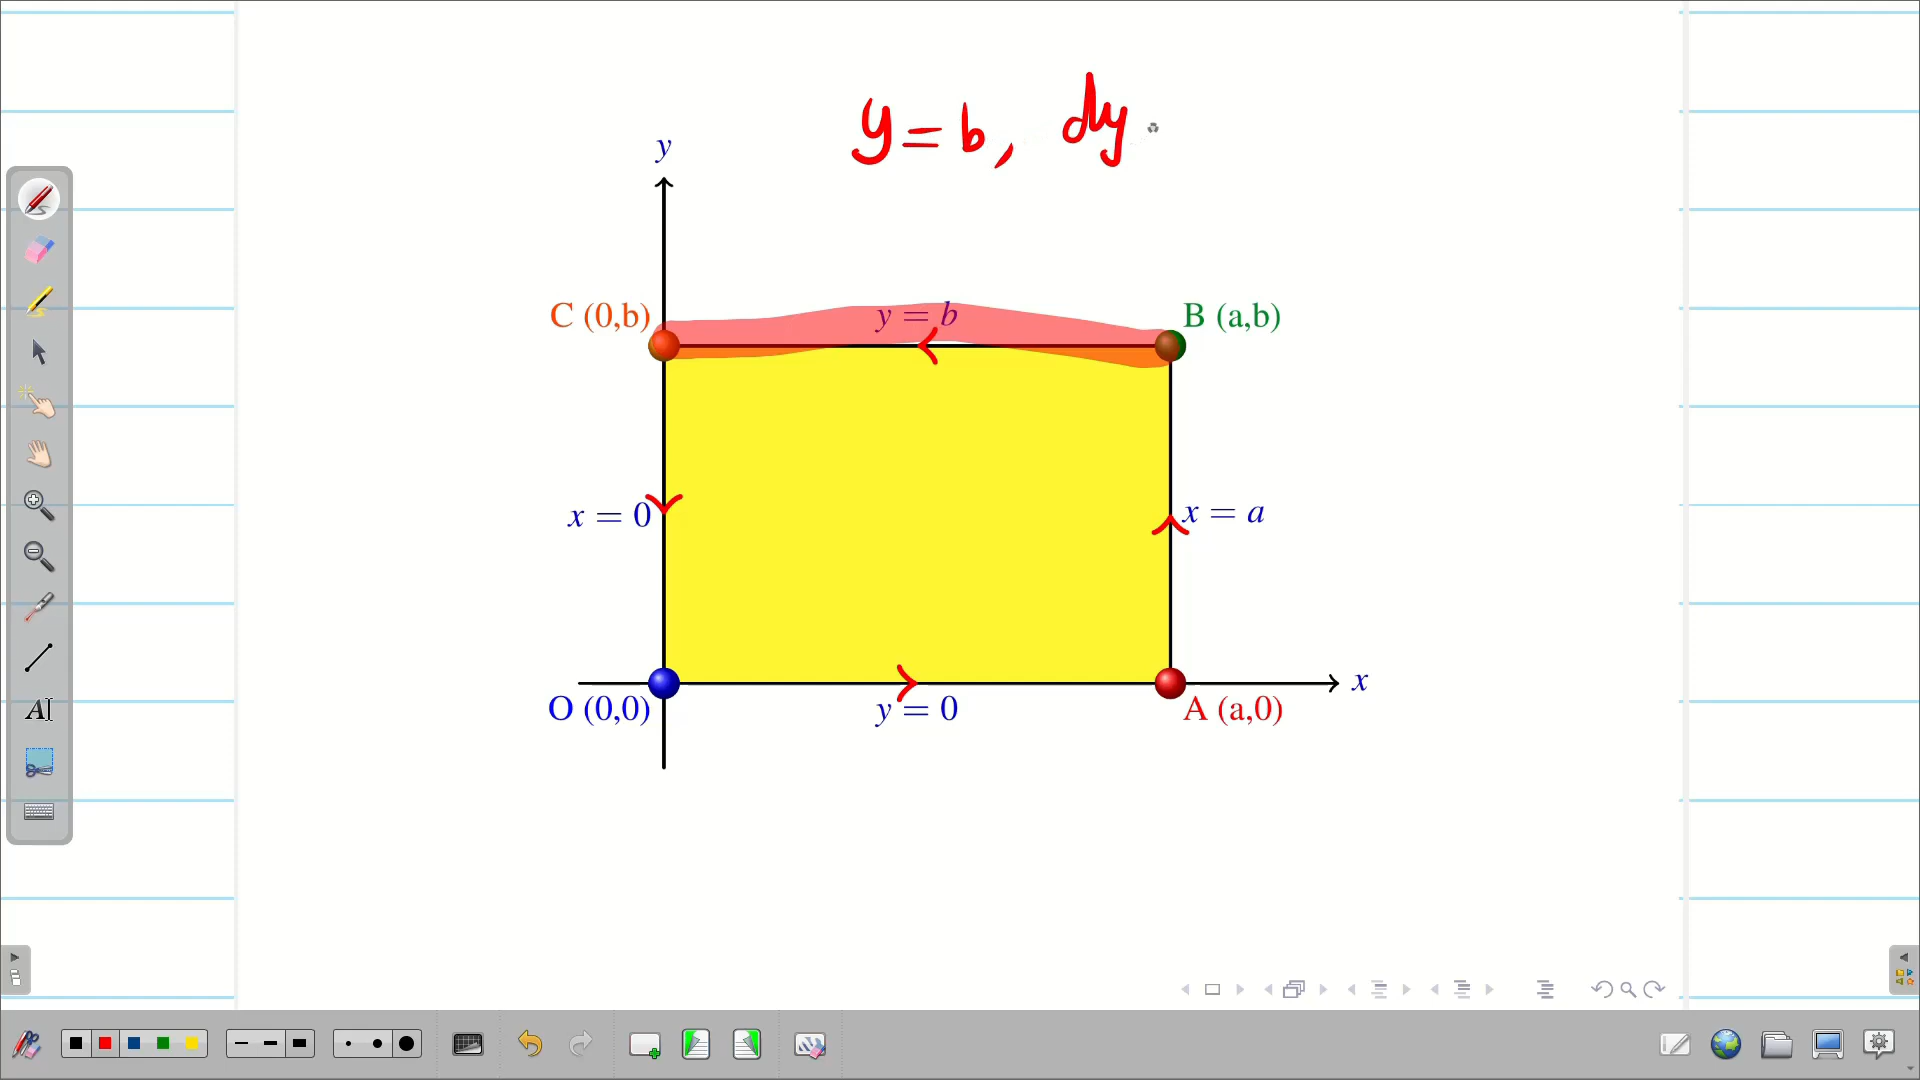 y = b, dy
y
C (0,b)
y = b
B (a,b)
x = 0
x = a
x
O (0,0)
y = 0
A (a,0)
A